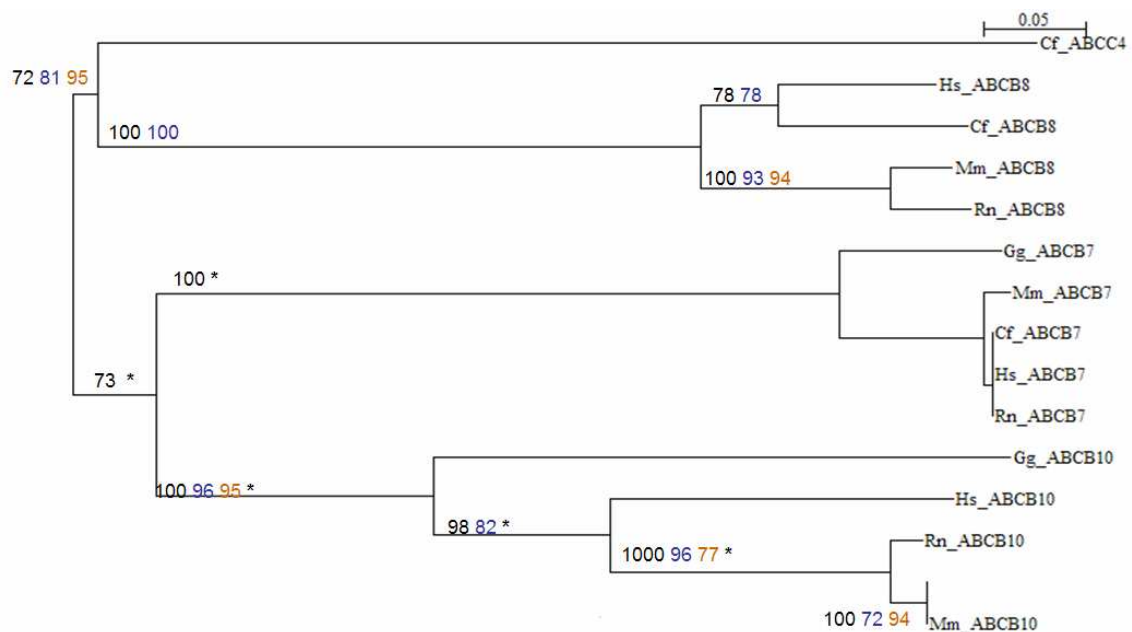 0.05
Cf_ABCC4
72 81 95
Hs_ABCB8
78 78
Cf_ABCB8
100 100
Mm_ABCB8
100 93 94
Rn_ABCB8
Gg_ABCB7
100 *
Mm_ABCB7
Cf_ABCB7
Hs_ABCB7
73 *
Rn_ABCB7
Gg_ABCB10
100 96 95 *
Hs_ABCB10
98 82 *
Rn_ABCB10
1000 96 77 *
100 72 94
Mm_ABCB10